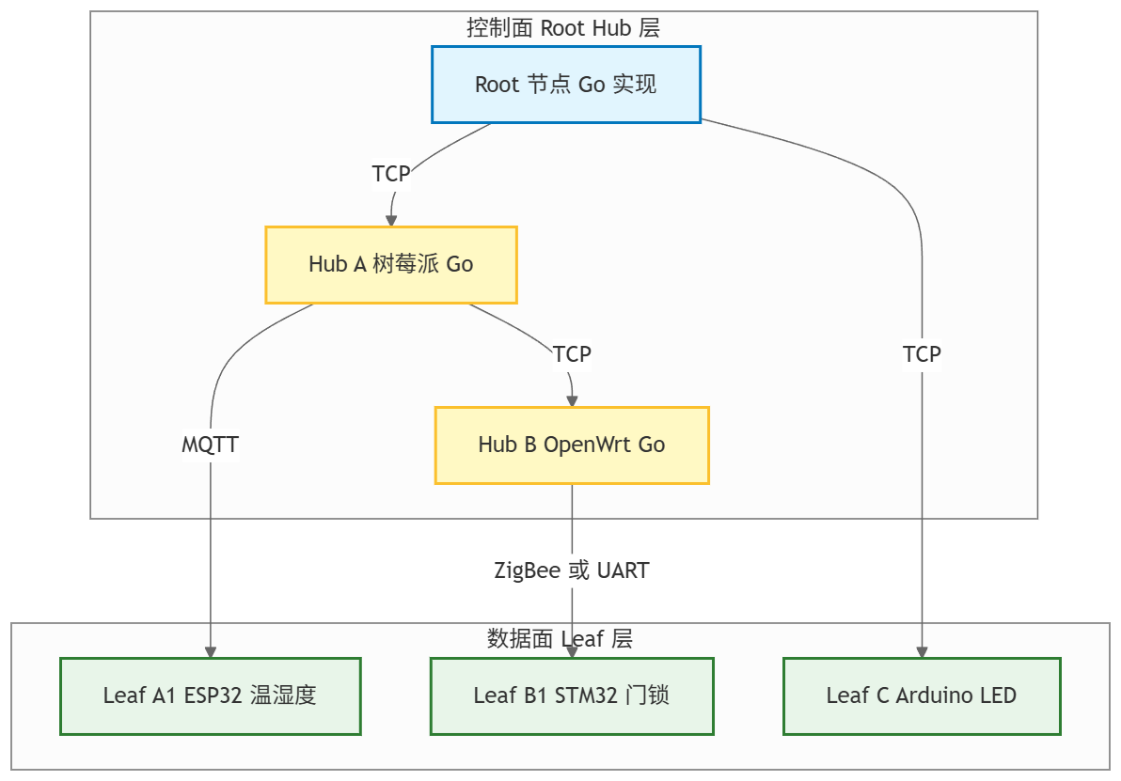 控制面 Root Hub 层
Root 节点 Go 实现
TCP
Hub A 树莓派 Go
TCP
TCP
MQTT
Hub B OpenWrt Go
ZigBee 或 UART
数据面 Leaf 层
Leaf A1 ESP32 温湿度
Leaf B1 STM32 门锁
Leaf C Arduino LED